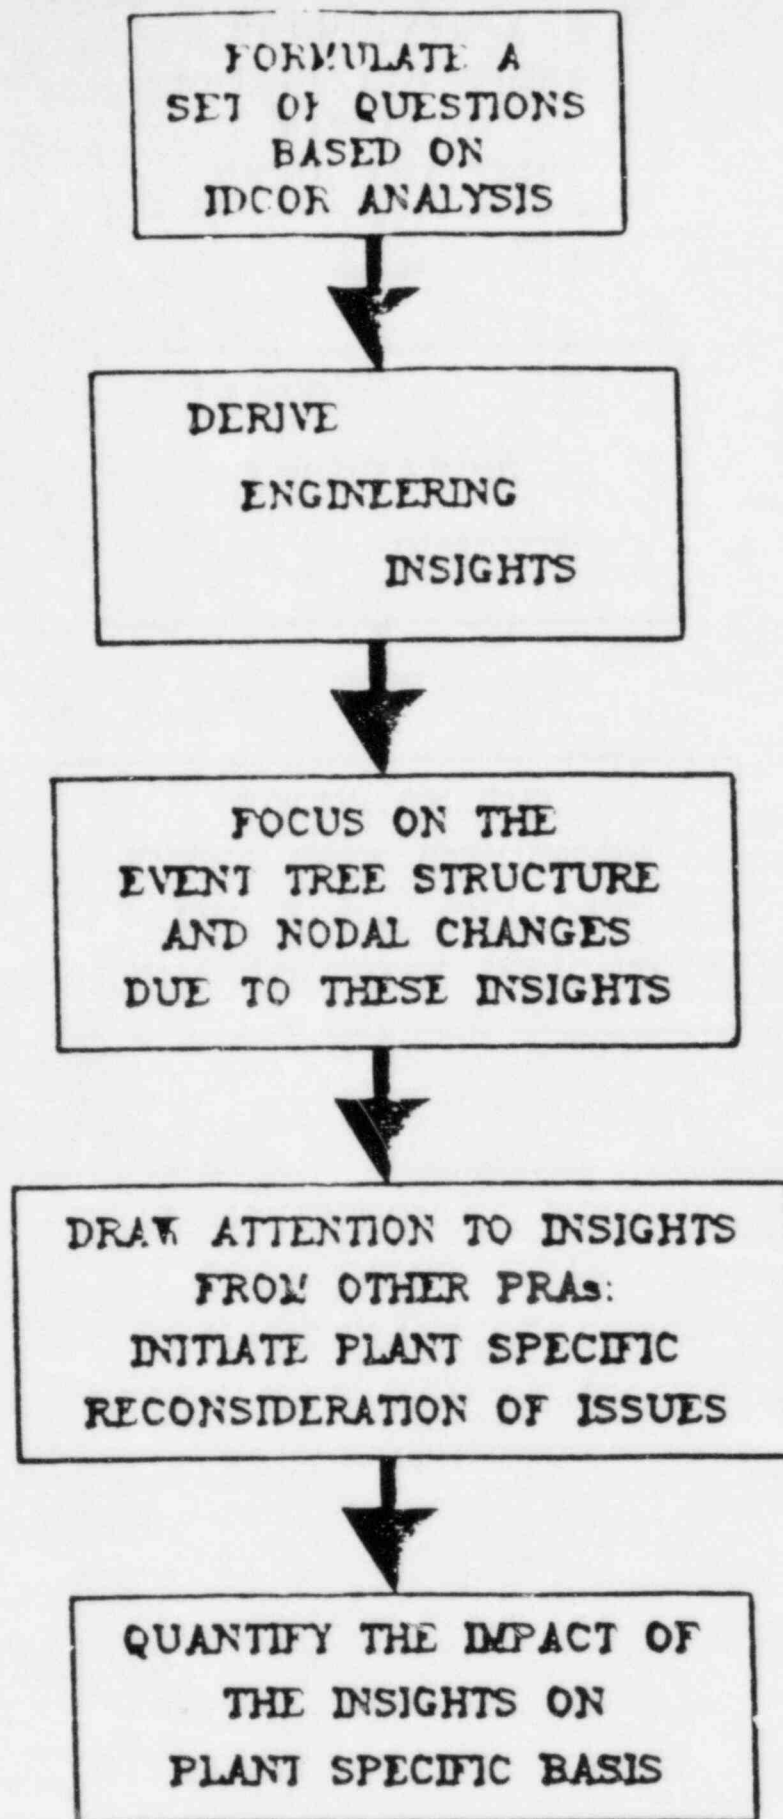 FORMULATE A
SET OF QUESTIONS
BASED ON
IDCOR ANALYSIS
DERIVE
ENGINEERING
INSIGHTS
FOCUS ON THE
EVENT TREE STRUCTURE
AND NODAL CHANGES
DUE TO THESE INSIGHTS
DRAW ATTENTION TO INSIGHTS
FROM OTHER PRAs:
INITIATE PLANT SPECIFIC
RECONSIDERATION OF ISSUES
QUANTIFY THE IMPACT OF
THE INSIGHTS ON
PLANT SPECIFIC BASIS